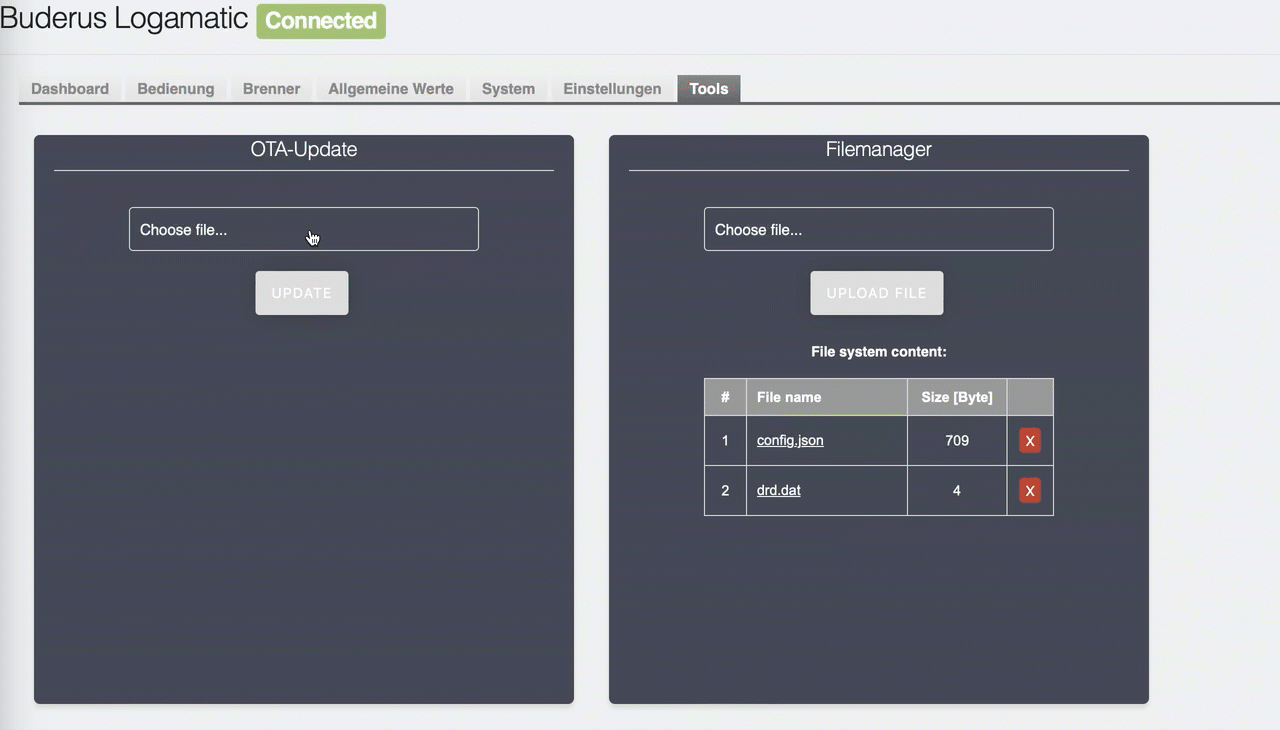 Buderus Logamatic Connected
Dashboard Bedienung Brenner Allgemeine Werte System Einstellungen Tools
OTA-Update
Choose file...
UPDATE
Filemanager
Choose file...
UPLOAD FILE
File system content:
# File name Size [Byte]
1 config.json 709 X
2 drd.dat 4 X